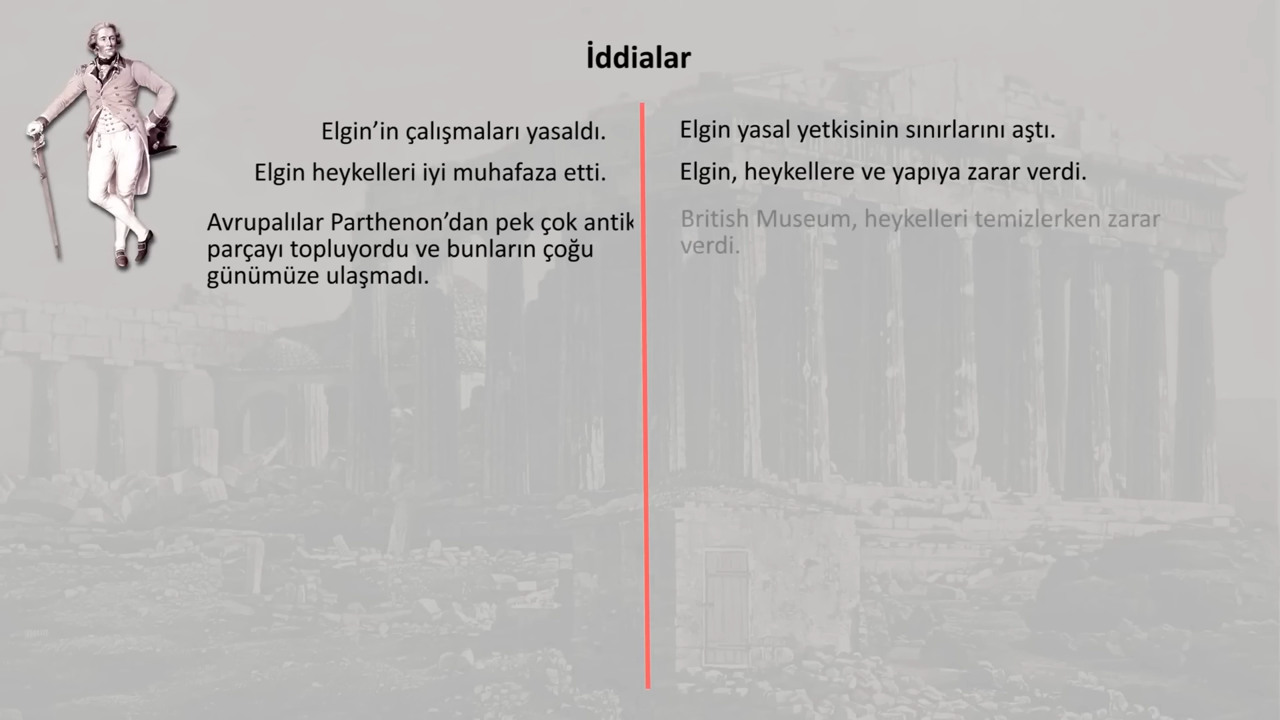 İddialar
Elgin’in çalışmaları yasaldı.
Elgin heykelleri iyi muhafaza etti.
Avrupalılar Parthenon’dan pek çok antik
parçayı topluyordu ve bunların çoğu
günümüze ulaşmadı.
Elgin yasal yetkisinin sınırlarını aştı.
Elgin, heykellere ve yapıya zarar verdi.
British Museum, heykelleri temizlerken zarar
verdi.